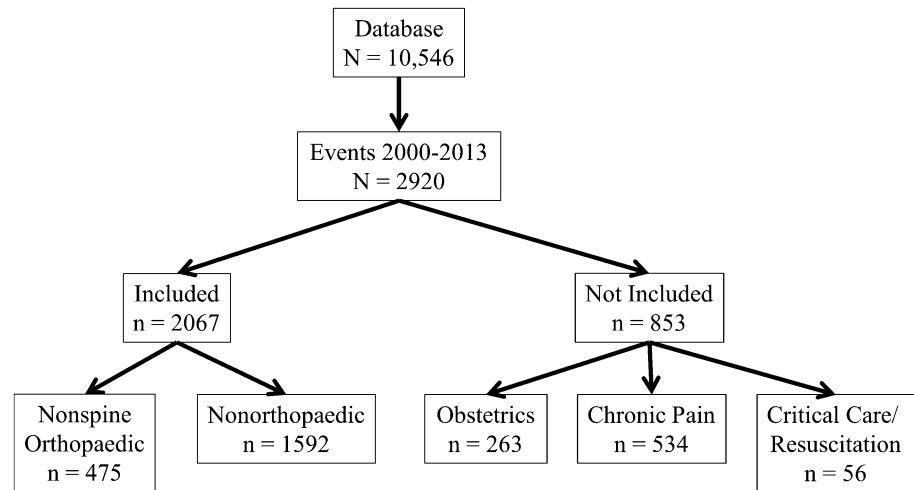 Database
N = 10,546
Events 2000-2013
N = 2920
Included
n = 2067
Not Included
n = 853
Nonspine
Orthopaedic
n = 475
Nonorthopaedic
n = 1592
Obstetrics
n = 263
Chronic Pain
n = 534
Critical Care/
Resuscitation
n = 56